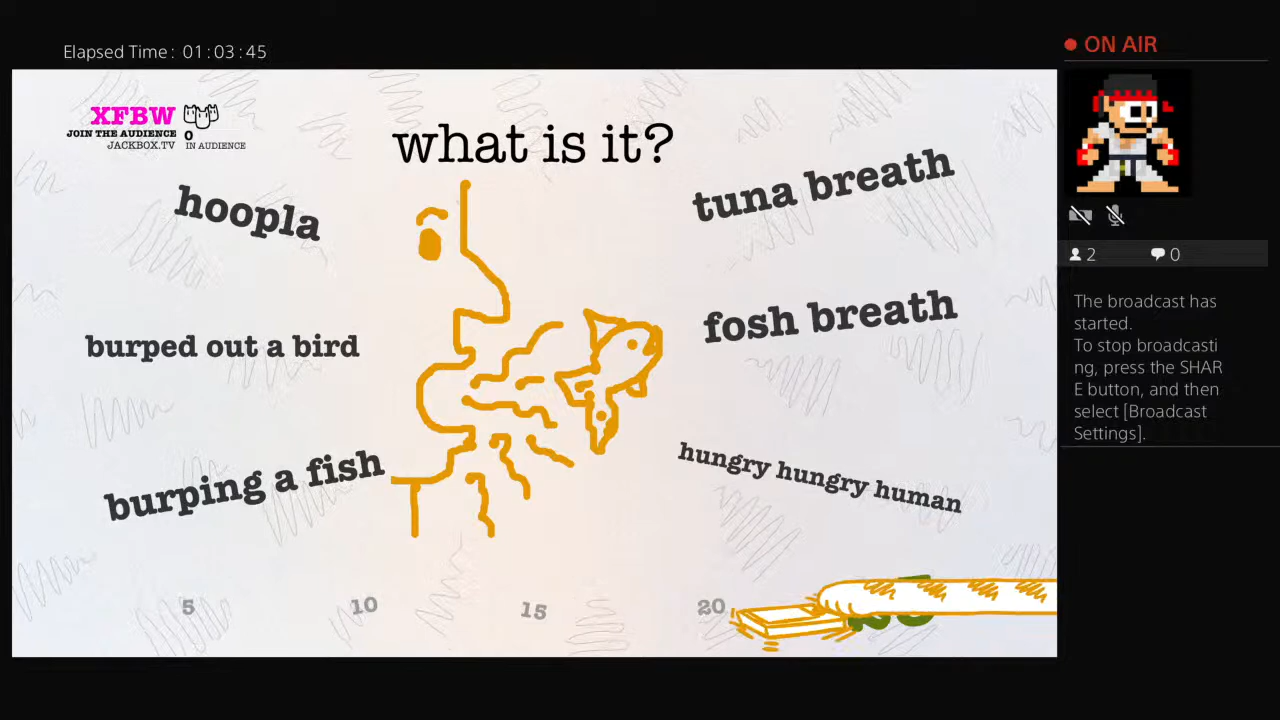 Elapsed Time: 01:03:45
ON AIR
XFBW
JOIN THE AUDIENCE
JACKBOX.TV
0
IN AUDIENCE
what is it?
hoopla
tuna breath
burped out a bird
fosh breath
burping a fish
hungry hungry human
5
10
15
20
2
0
The broadcast has
started.
To stop broadcasti
ng, press the SHAR
E button, and then
select [Broadcast
Settings].